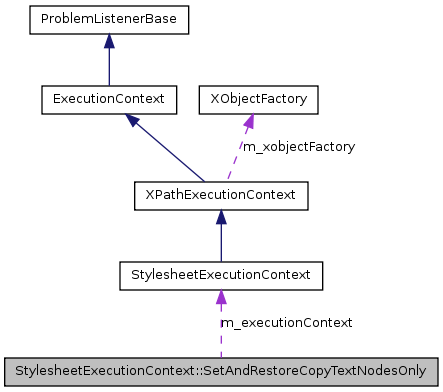 ProblemListenerBase
ExecutionContext
XObjectFactory
m_xobjectFactory
XPathExecutionContext
StylesheetExecutionContext
m_executionContext
StylesheetExecutionContext::SetAndRestoreCopyTextNodesOnly